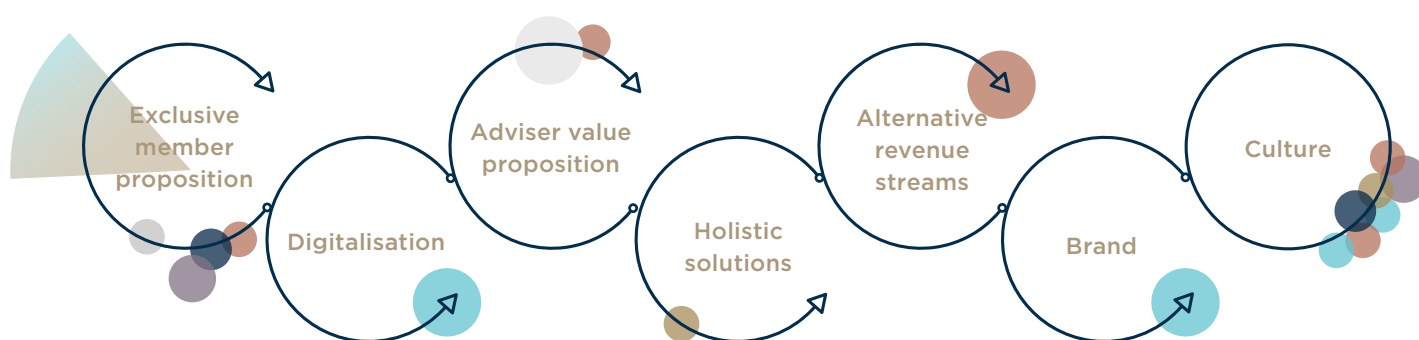 Exclusive
member
proposition
Digitalisation
Adviser value
proposition
Holistic
solutions
Alternative
revenue
streams
Brand
Culture